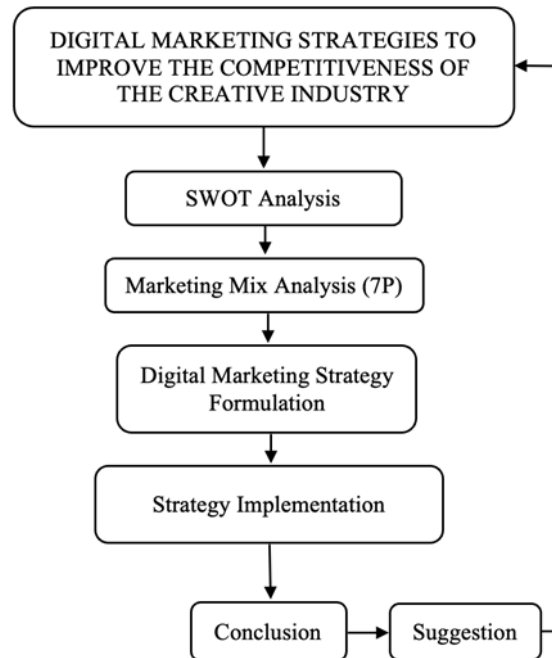 DIGITAL MARKETING STRATEGIES TO
IMPROVE THE COMPETITIVENESS OF
THE CREATIVE INDUSTRY
SWOT Analysis
Marketing Mix Analysis (7P)
Digital Marketing Strategy
Formulation
Strategy Implementation
Conclusion
Suggestion